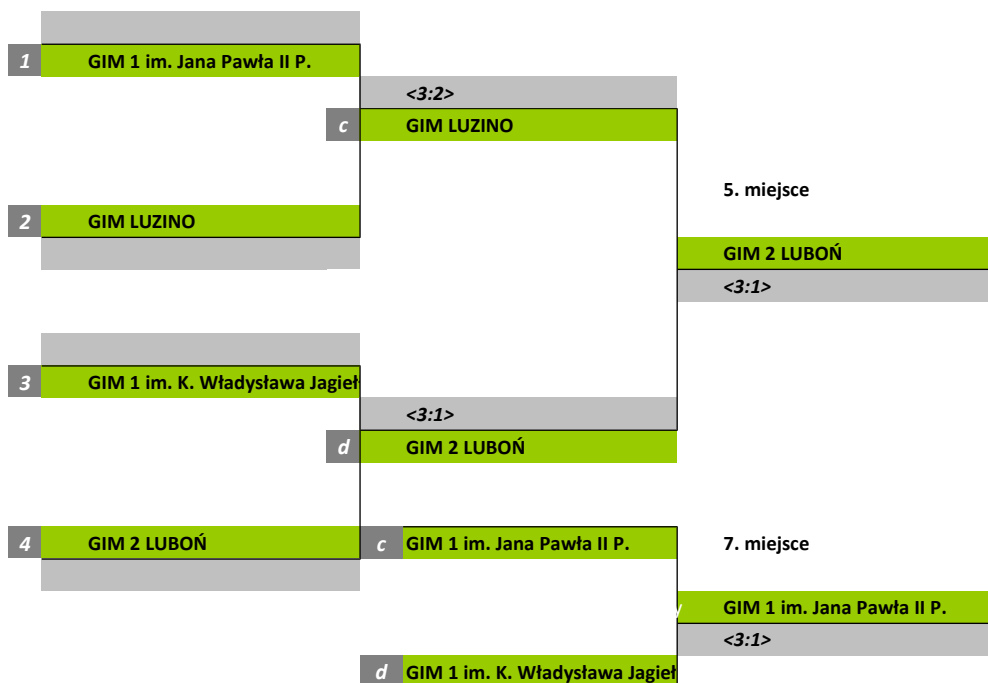 1 GIM 1 im. Jana Pawła II P.
<3:2>
c GIM LUZINO
5. miejsce
2 GIM LUZINO
GIM 2 LUBOŃ
<3:1>
3 GIM 1 im. K. Władysława Jagieł
<3:1>
d GIM 2 LUBOŃ
4 GIM 2 LUBOŃ
c GIM 1 im. Jana Pawła II P.
7. miejsce
GIM 1 im. Jana Pawła II P.
<3:1>
d GIM 1 im. K. Władysława Jagieł